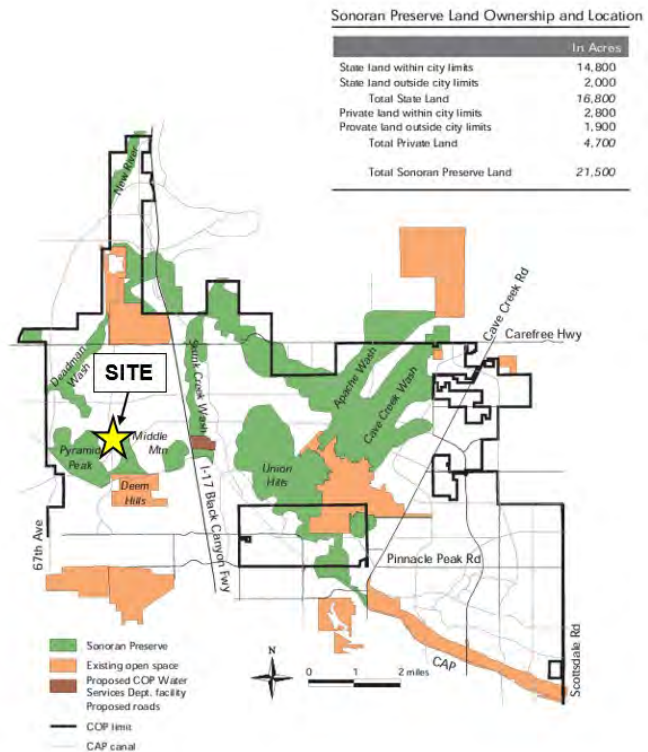 Sonoran Preserve Land Ownership and Location
In Acres
State land within city limits 14,800
State land outside city limits 2,000
Total State Land 16,800
Private land within city limits 2,800
Provate land outside city limits 1,900
Total Private Land 4,700
Total Sonoran Preserve Land 21,500
New River
Cave Creek Rd
Carefree Hwy
Deadman Wash
Skunk Creek Wash
Apache Wash
Cave Creek Wash
SITE
Pyramid Peak
Middle Mtn
Deem Hills
Union Hills
I-17 Black Canyon Fwy
67th Ave
Pinnacle Peak Rd
CAP
Scottsdale Rd
Sonoran Preserve
Existing open space
Proposed COP Water
Services Dept. facility
Proposed roads
COP limit
CAP canal
N
0 1 2 miles